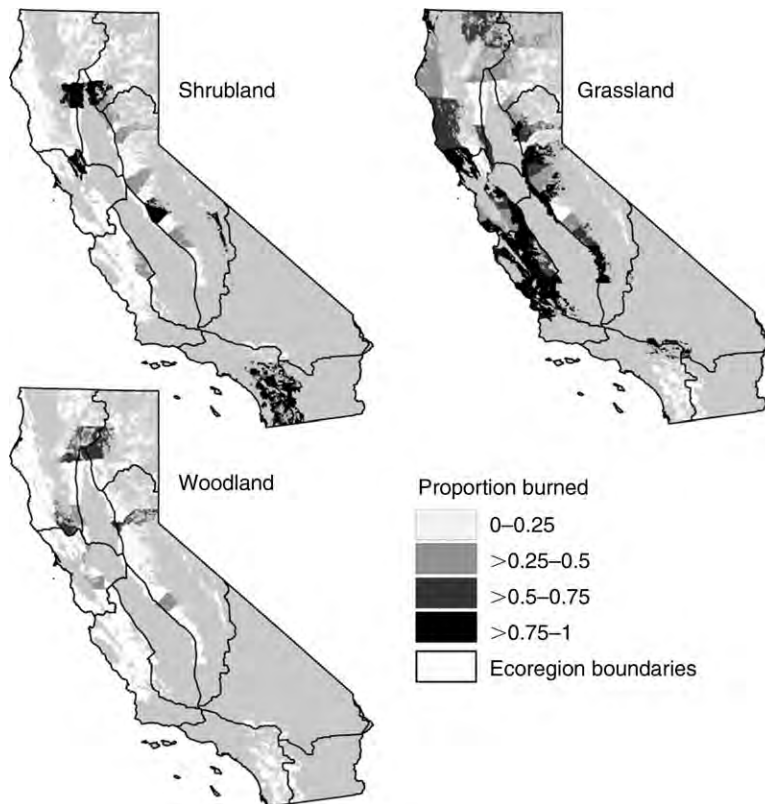 Shrubland
Grassland
Woodland
Proportion burned
0–0.25
>0.25–0.5
>0.5–0.75
>0.75–1
Ecoregion boundaries